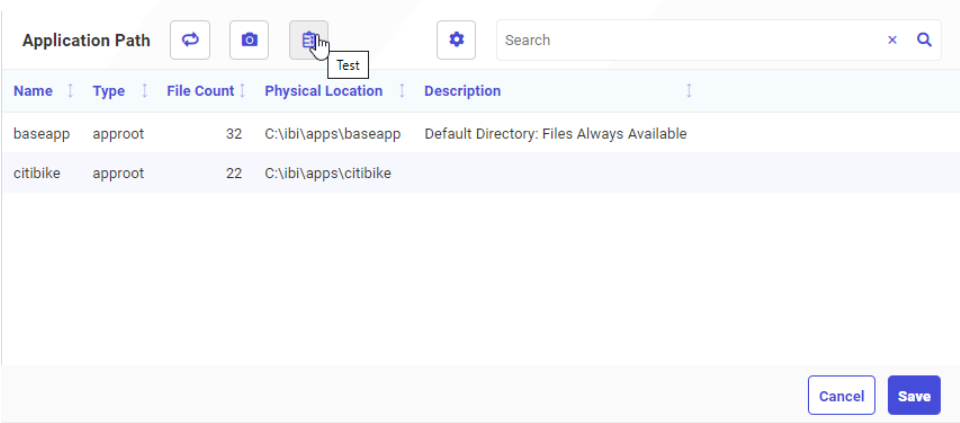 Application Path Search
Test
Name Type File Count Physical Location Description
baseapp approot 32 C:\ibi\apps\baseapp Default Directory: Files Always Available
citibike approot 22 C:\ibi\apps\citibike
Cancel Save